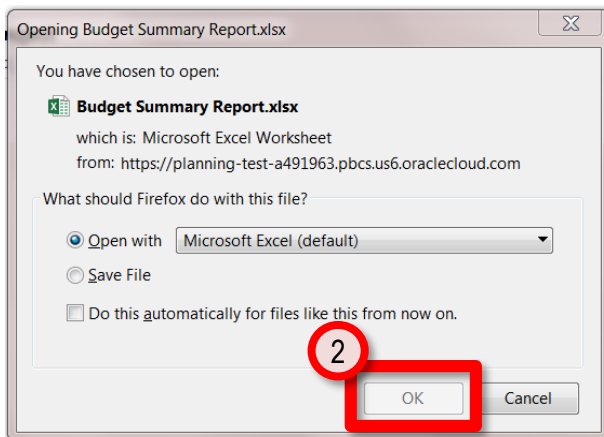 Opening Budget Summary Report.xlsx
You have chosen to open:
Budget Summary Report.xlsx
which is: Microsoft Excel Worksheet
from: https://planning-test-a491963.pbcs.us6.oraclecloud.com
What should Firefox do with this file?
Open with Microsoft Excel (default)
Save File
Do this automatically for files like this from now on.
2
OK Cancel